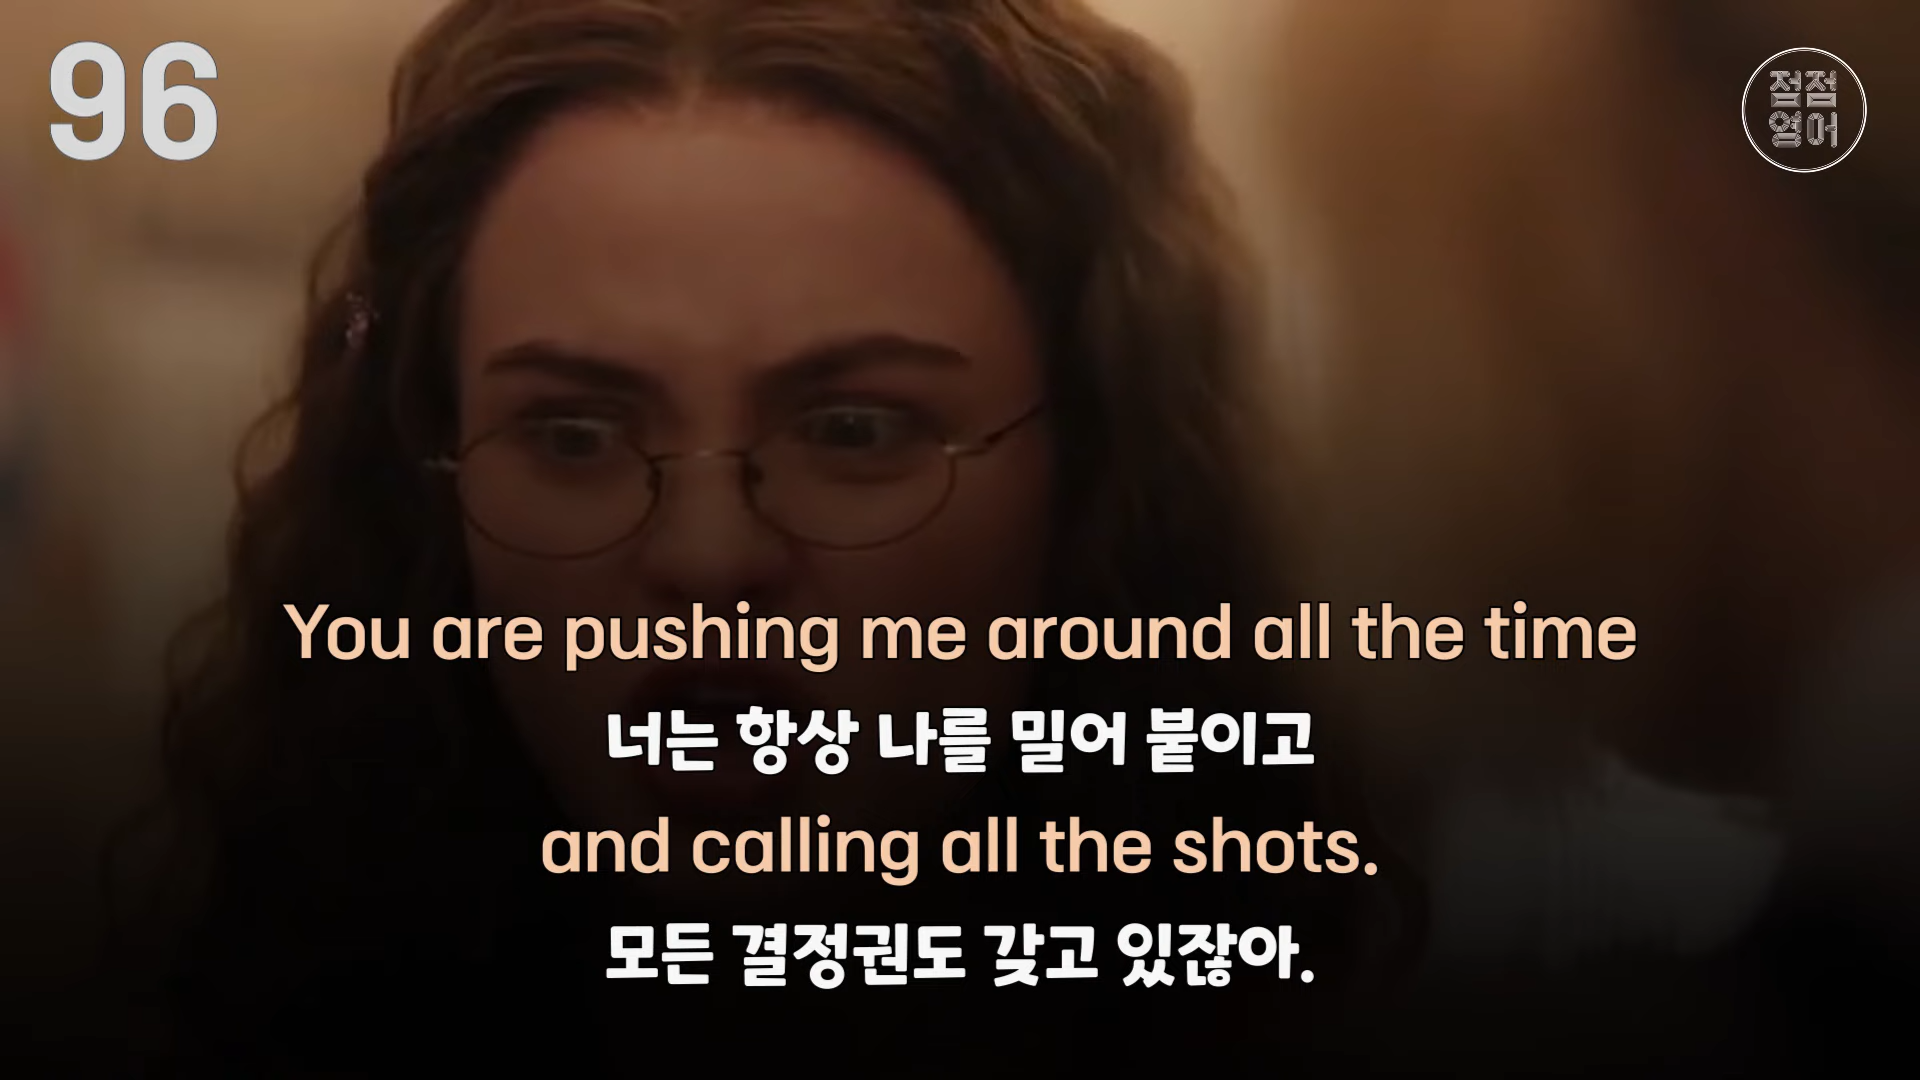 96
점점
영어
You are pushing me around all the time
너는 항상 나를 밀어 붙이고
and calling all the shots.
모든 결정권도 갖고 있잖아.